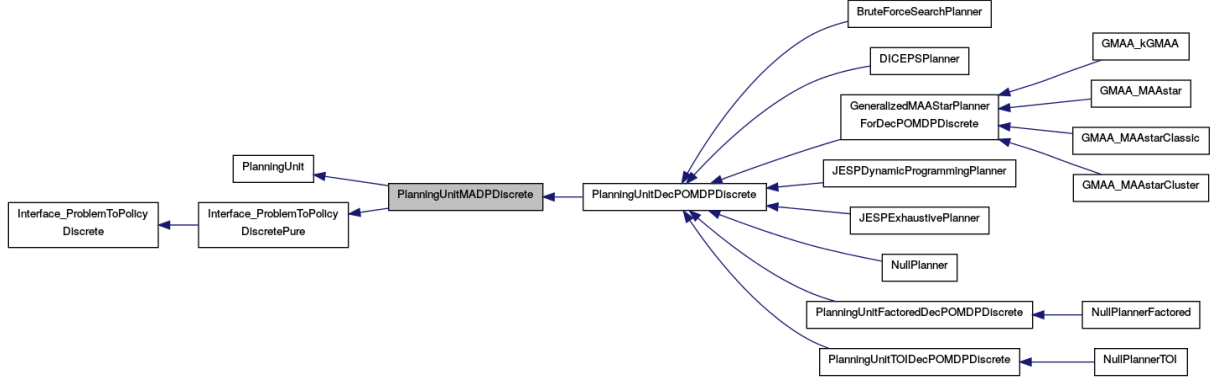 BruteForceSearchPlanner
GMAA_kGMAA
DICEPSPlanner
GMAA_MAAstar
GeneralizedMAAStarPlanner
ForDecPOMDPDiscrete
GMAA_MAAstarClassic
PlanningUnit
JESPDynamicProgrammingPlanner
GMAA_MAAstarCluster
PlanningUnitMADPDiscrete
PlanningUnitDecPOMDPDiscrete
Interface_ProblemToPolicy
Discrete
Interface_ProblemToPolicy
DiscretePure
JESPExhaustivePlanner
NullPlanner
PlanningUnitFactoredDecPOMDPDiscrete
NullPlannerFactored
PlanningUnitTOIDecPOMDPDiscrete
NullPlannerTOI